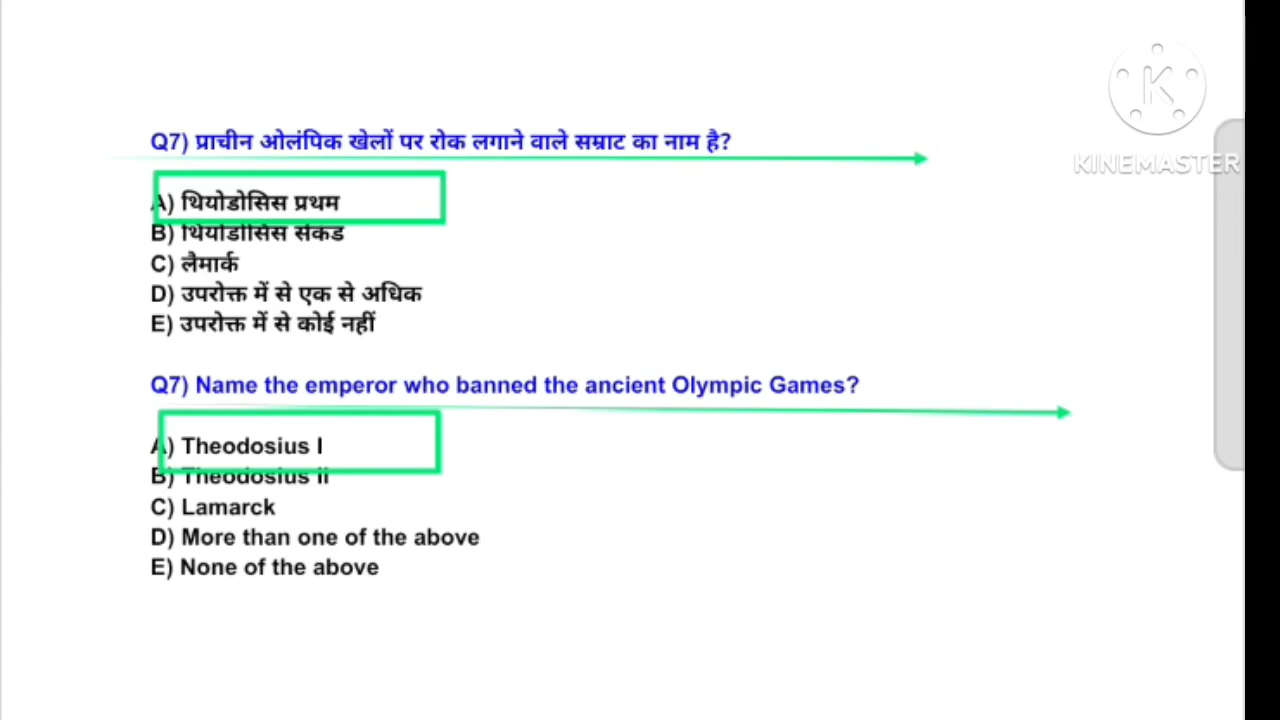 Q7) प्राचीन ओलंपिक खेलों पर रोक लगाने वाले सम्राट का नाम है?
A) थियोडोसिस प्रथम
B) थियोडोसिस सेकंड
C) लैमार्क
D) उपरोक्त में से एक से अधिक
E) उपरोक्त में से कोई नहीं
Q7) Name the emperor who banned the ancient Olympic Games?
A) Theodosius I
B) Theodosius II
C) Lamarck
D) More than one of the above
E) None of the above
K
KINEMASTER